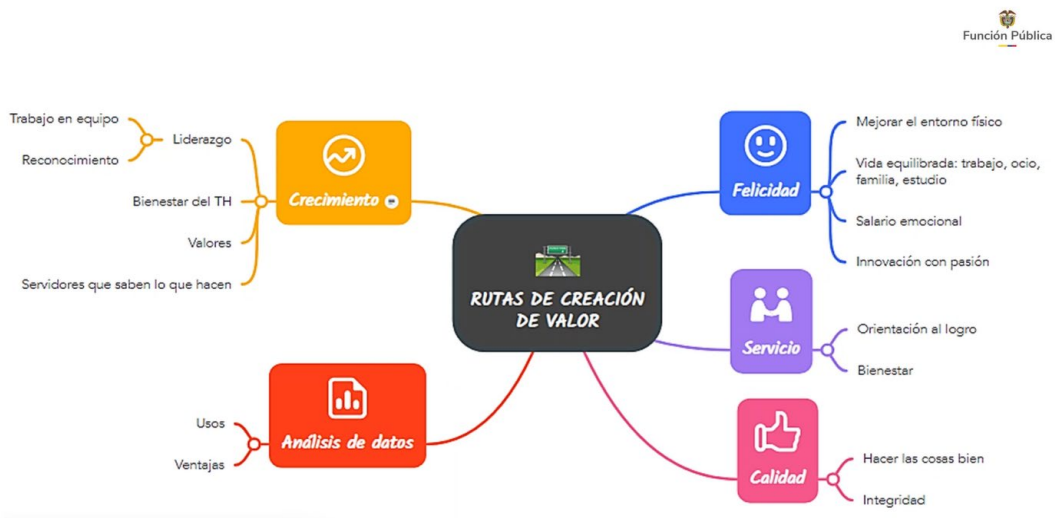 Función Pública
Trabajo en equipo
Reconocimiento
Liderazgo
Bienestar del TH
Valores
Servidores que saben lo que hacen
Crecimiento
Usos
Ventajas
Análisis de datos
RUTAS DE CREACIÓN
DE VALOR
Felicidad
Mejorar el entorno físico
Vida equilibrada: trabajo, ocio,
familia, estudio
Salario emocional
Innovación con pasión
Servicio
Orientación al logro
Bienestar
Calidad
Hacer las cosas bien
Integridad